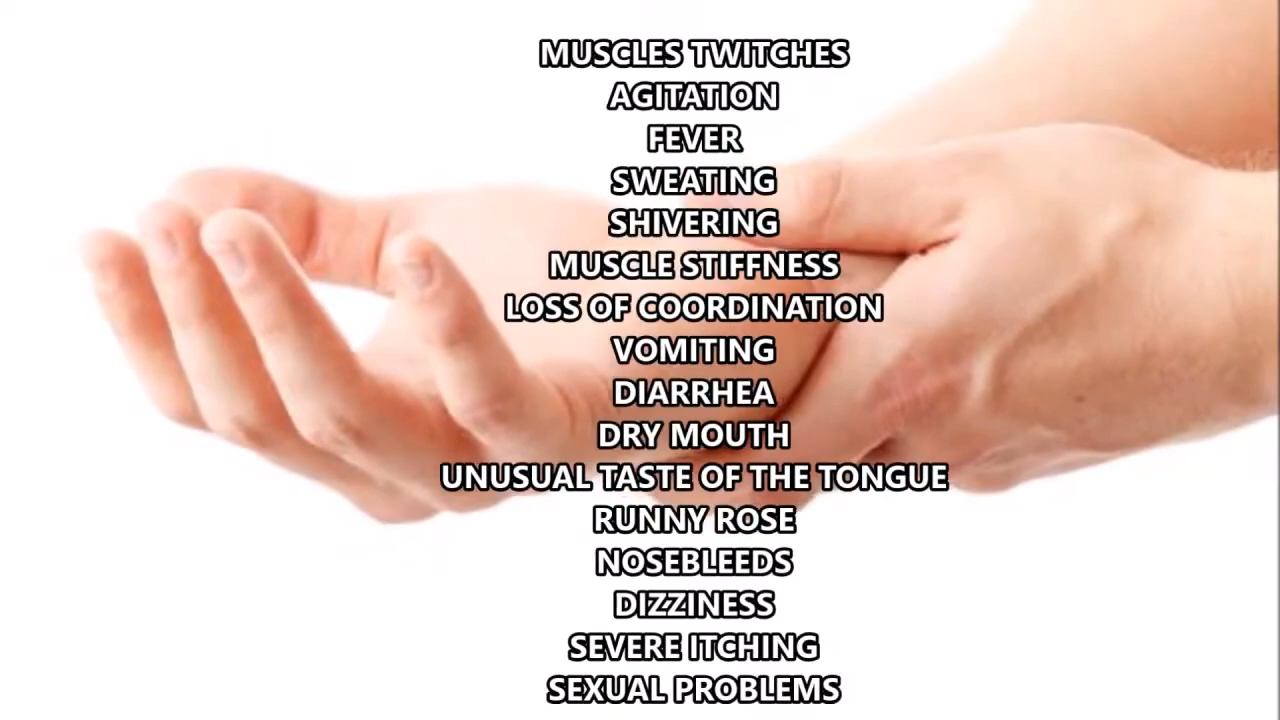 MUSCLES TWITCHES
AGITATION
FEVER
SWEATING
SHIVERING
MUSCLE STIFFNESS
LOSS OF COORDINATION
VOMITING
DIARRHEA
DRY MOUTH
UNUSUAL TASTE OF THE TONGUE
RUNNY ROSE
NOSEBLEEDS
DIZZINESS
SEVERE ITCHING
SEXUAL PROBLEMS